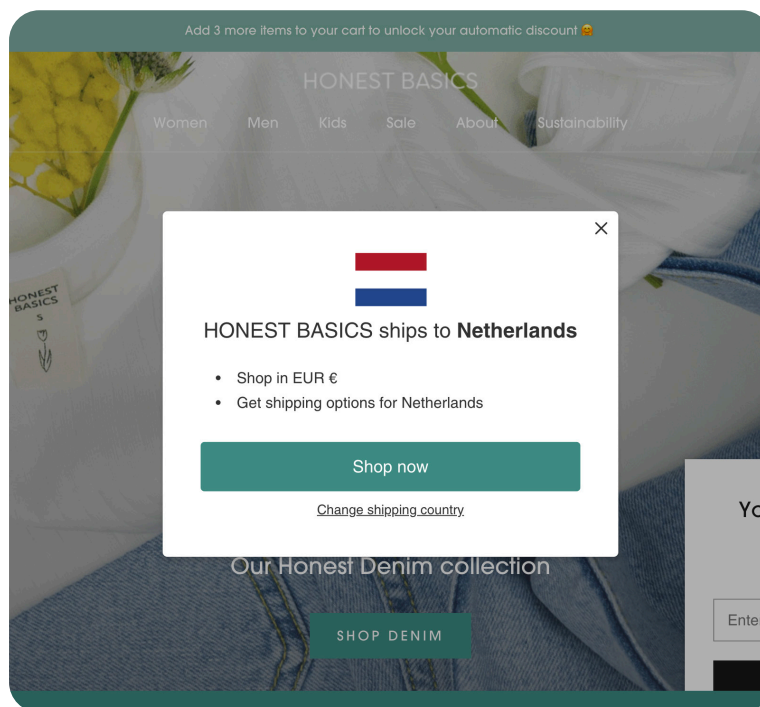 Add 3 more items to your cart to unlock your automatic discount 🤗
HONEST BASICS
Women Men Kids Sale About Sustainability
HONEST
BASICS
S
HONEST BASICS ships to Netherlands
• Shop in EUR €
• Get shipping options for Netherlands
Shop now
Change shipping country
Our Honest Denim collection
SHOP DENIM